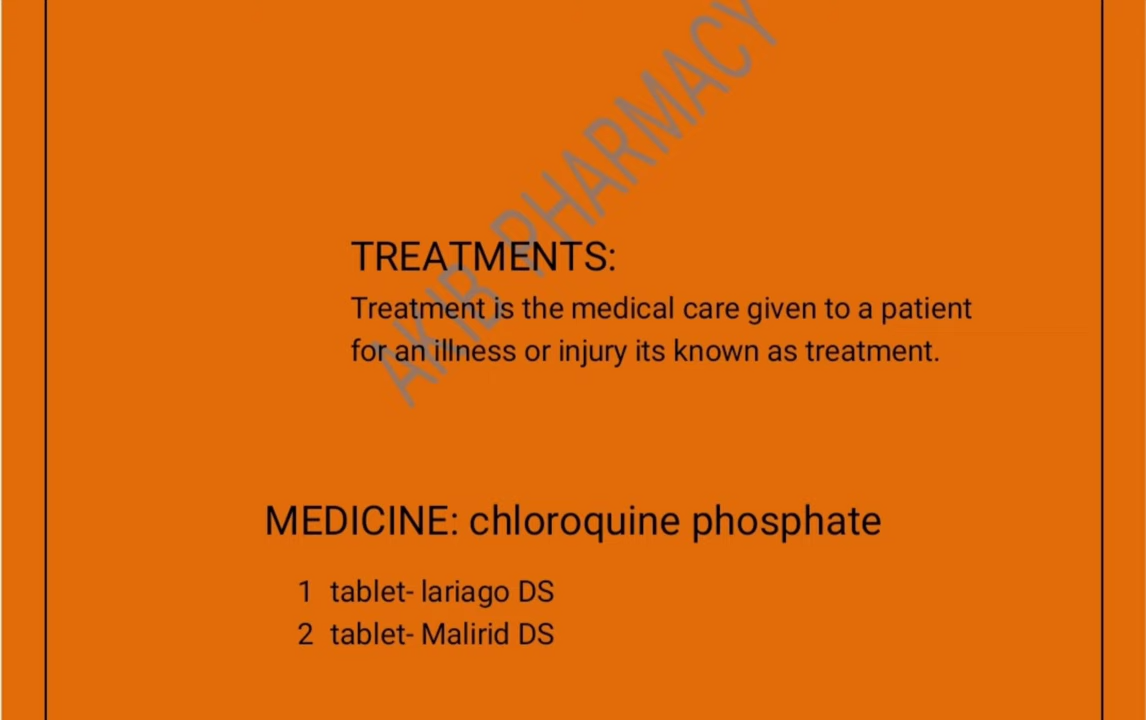 AKIB PHARMACY
TREATMENTS:
Treatment is the medical care given to a patient
for an illness or injury its known as treatment.
MEDICINE: chloroquine phosphate
1 tablet- lariago DS
2 tablet- Malirid DS